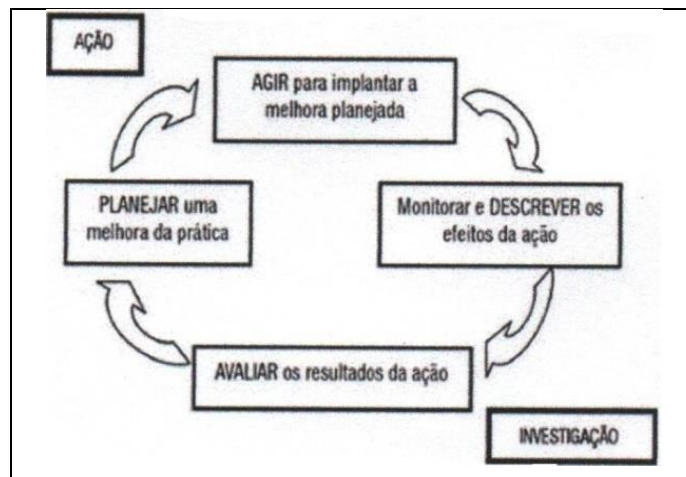 AÇÃO
AGIR para implantar a
melhora planejada
PLANEJAR uma
melhora da prática
Monitorar e DESCREVER os
efeitos da ação
AVALIAR os resultados da ação
INVESTIGAÇÃO